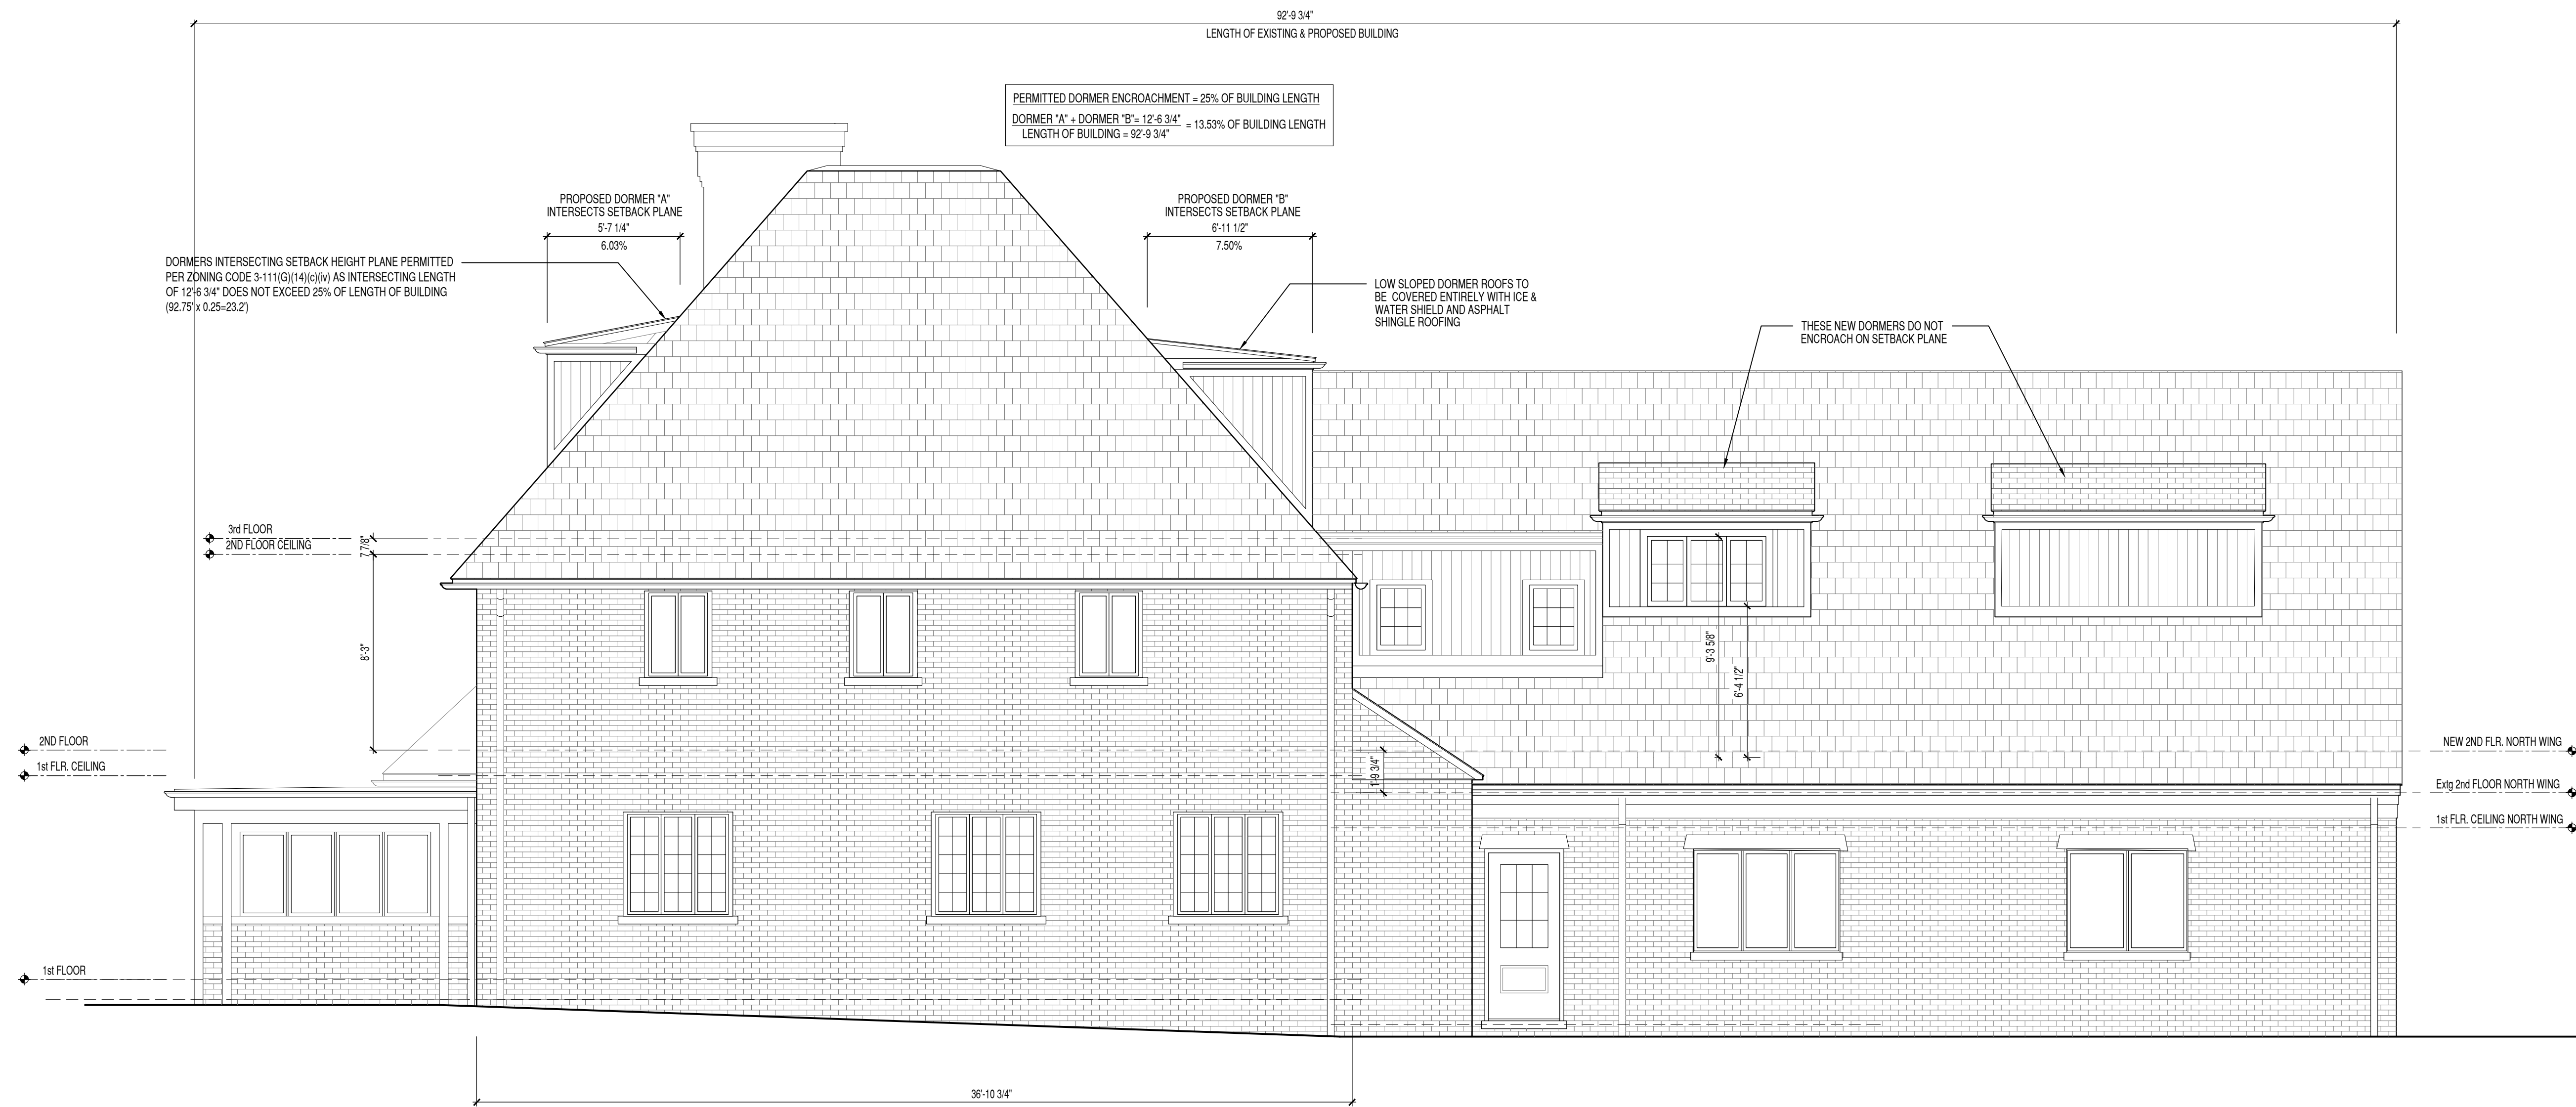 92'-9 3/4"
LENGTH OF EXISTING & PROPOSED BUILDING
PERMITTED DORMER ENCROACHMENT = 25% OF BUILDING LENGTH
DORMER "A" + DORMER "B"= 12'-6 3/4"
LENGTH OF BUILDING = 92'-9 3/4"
= 13.53% OF BUILDING LENGTH
PROPOSED DORMER "A"
INTERSECTS SETBACK PLANE
5'-7 1/4"
6.03%
PROPOSED DORMER "B"
INTERSECTS SETBACK PLANE
6'-11 1/2"
7.50%
DORMERS INTERSECTING SETBACK HEIGHT PLANE PERMITTED
PER ZONING CODE 3-111(G)(14)(c)(iv) AS INTERSECTING LENGTH
OF 12'-6 3/4" DOES NOT EXCEED 25% OF LENGTH OF BUILDING
(92.75' x 0.25=23.2')
LOW SLOPED DORMER ROOFS TO
BE COVERED ENTIRELY WITH ICE &
WATER SHIELD AND ASPHALT
SHINGLE ROOFING
THESE NEW DORMERS DO NOT
ENCROACH ON SETBACK PLANE
3rd FLOOR
2ND FLOOR CEILING
7 7/8"
8'-3"
9'-3 5/8"
6'-4 1/2"
2ND FLOOR
1st FLR. CEILING
1'-9 3/4"
NEW 2ND FLR. NORTH WING
Extg 2nd FLOOR NORTH WING
1st FLR. CEILING NORTH WING
1st FLOOR
36'-10 3/4"